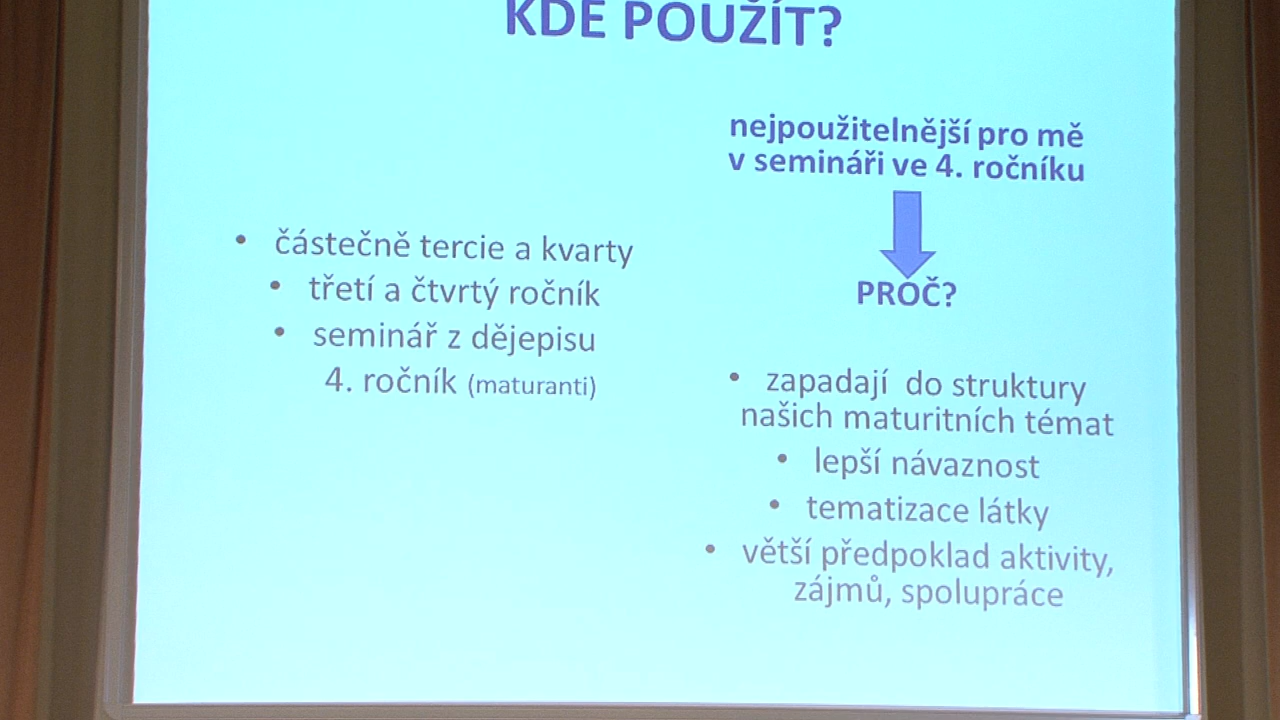 KDE POUŽÍT?
• částečně tercie a kvarty
• třetí a čtvrtý ročník
• seminář z dějepisu
4. ročník (maturanti)
nejpoužitelnější pro mě
v semináři ve 4. ročníku
PROČ?
• zapadají do struktury
našich maturitních témat
• lepší návaznost
• tematizace látky
• větší předpoklad aktivity,
zájmů, spolupráce